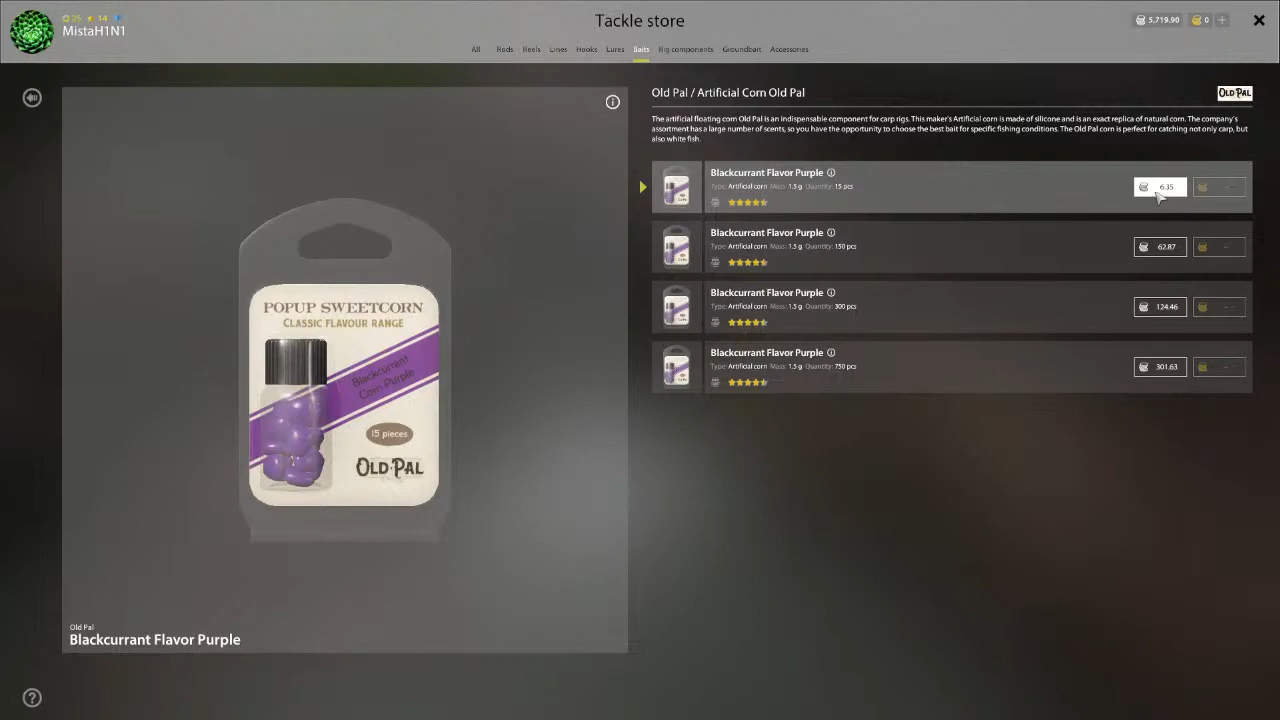 25 14
MistaH1N1
Tackle store
5,719.90 0 +
All Rods Reels Lines Hooks Lures Baits Rig components Groundbait Accessories
POPUP SWEETCORN
CLASSIC FLAVOUR RANGE
Blackcurrant
Corn Purple
15 pieces
OLD PAL
Old Pal
Blackcurrant Flavor Purple
Old Pal / Artificial Corn Old Pal
OLD PAL
The artificial floating corn Old Pal is an indispensable component for carp rigs. This maker's Artificial corn is made of silicone and is an exact replica of natural corn. The company's
assortment has a large number of scents, so you have the opportunity to choose the best bait for specific fishing conditions. The Old Pal corn is perfect for catching not only carp, but
also white fish.
Blackcurrant Flavor Purple
Type: Artificial corn Mass: 1.5 g Quantity: 15 pcs
6.35 --
Blackcurrant Flavor Purple
Type: Artificial corn Mass: 1.5 g Quantity: 150 pcs
62.87 --
Blackcurrant Flavor Purple
Type: Artificial corn Mass: 1.5 g Quantity: 300 pcs
124.46 --
Blackcurrant Flavor Purple
Type: Artificial corn Mass: 1.5 g Quantity: 750 pcs
301.63 --